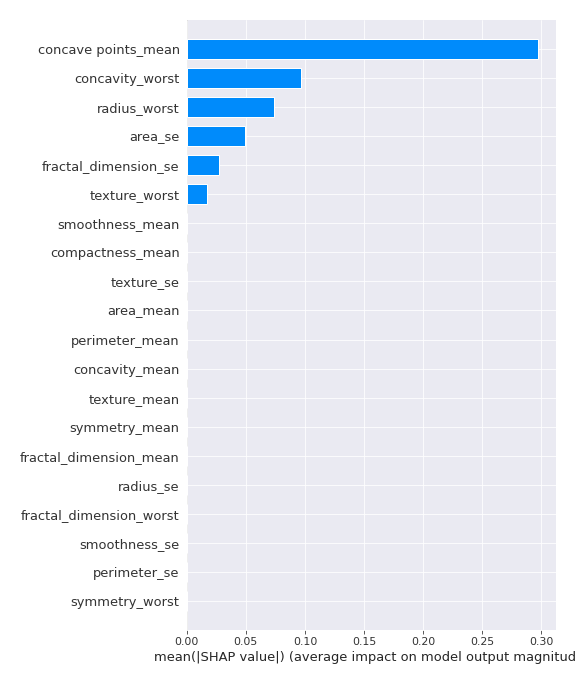 concave points_mean
concavity_worst
radius_worst
area_se
fractal_dimension_se
texture_worst
smoothness_mean
compactness_mean
texture_se
area_mean
perimeter_mean
concavity_mean
texture_mean
symmetry_mean
fractal_dimension_mean
radius_se
fractal_dimension_worst
smoothness_se
perimeter_se
symmetry_worst
0.00 0.05 0.10 0.15 0.20 0.25 0.30
mean(|SHAP value|) (average impact on model output magnitud